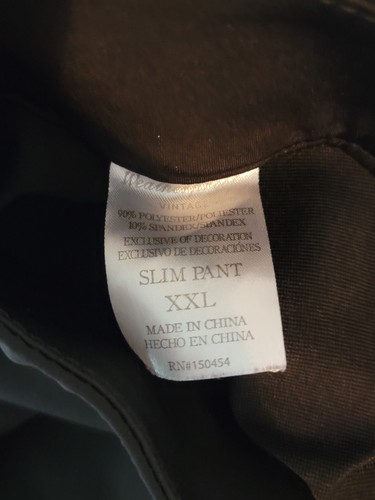 VINTAGE
90% POLYESTER/POLIESTER
10% SPANDEX/SPANDEX
EXCLUSIVE OF DECORATION
EXCLUSIVO DE DECORACIÓNES
SLIM PANT
XXL
MADE IN CHINA
HECHO EN CHINA
RN#150454